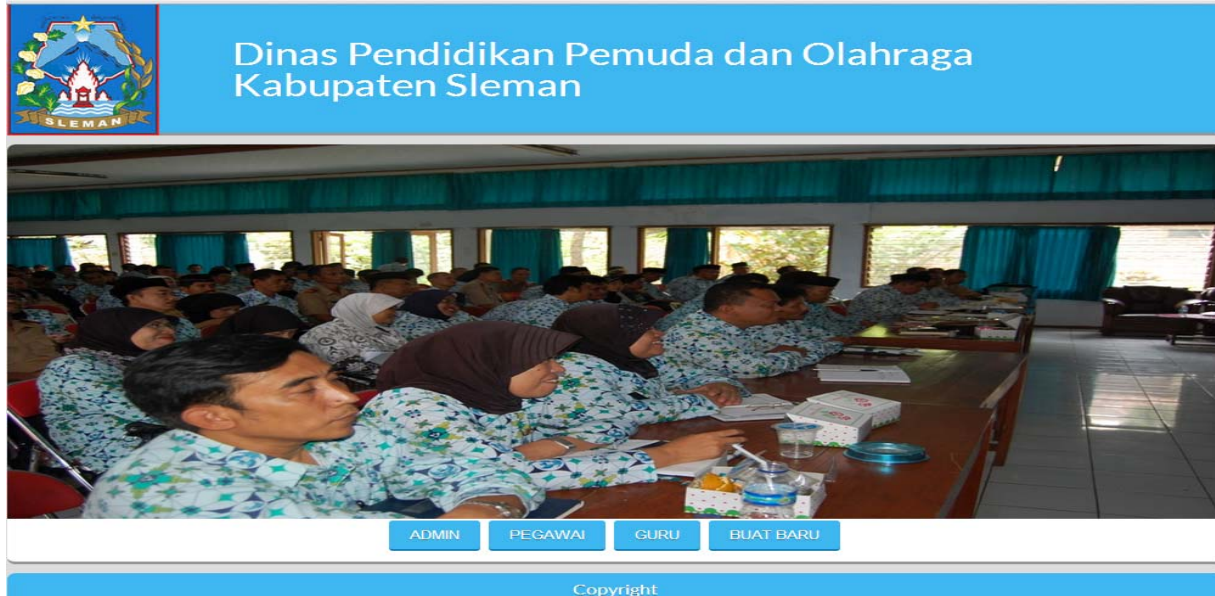 SLEMAN
Dinas Pendidikan Pemuda dan Olahraga
Kabupaten Sleman
ADMIN
PEGAWAI
GURU
BUAT BARU
Copyright